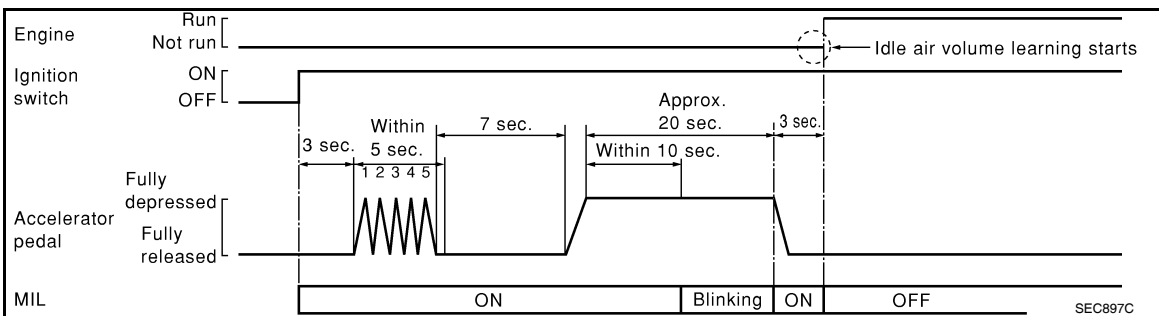 Engine
Run
Not run
Idle air volume learning starts
Ignition
switch
ON
OFF
3 sec.
Within
5 sec.
1 2 3 4 5
7 sec.
Approx.
20 sec.
Within 10 sec.
3 sec.
Accelerator
pedal
Fully
depressed
Fully
released
MIL
ON
Blinking
ON
OFF
SEC897C